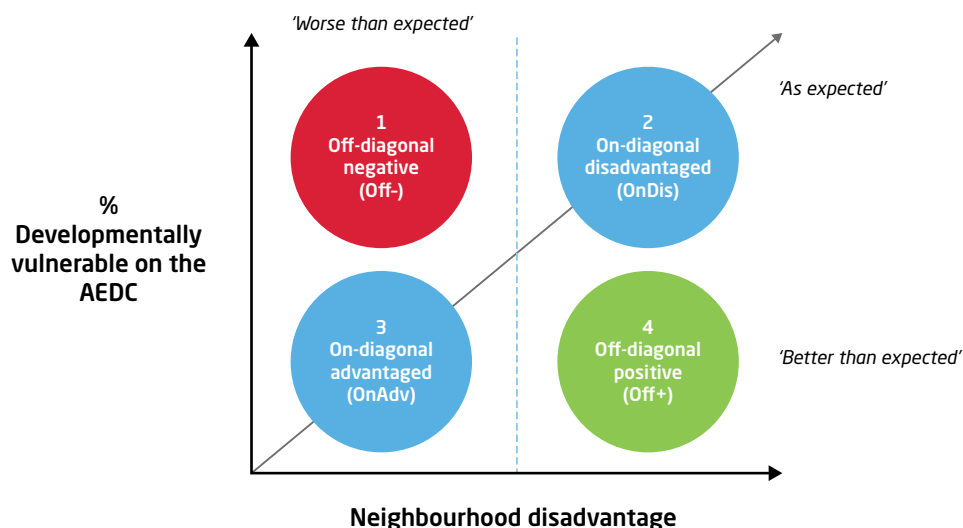 ‘Worse than expected’
‘As expected’
1
Off-diagonal
negative
(Off-)
2
On-diagonal
disadvantaged
(OnDis)
%
Developmentally
vulnerable on the
AEDC
3
On-diagonal
advantaged
(OnAdv)
4
Off-diagonal
positive
(Off+)
‘Better than expected’
Neighbourhood disadvantage